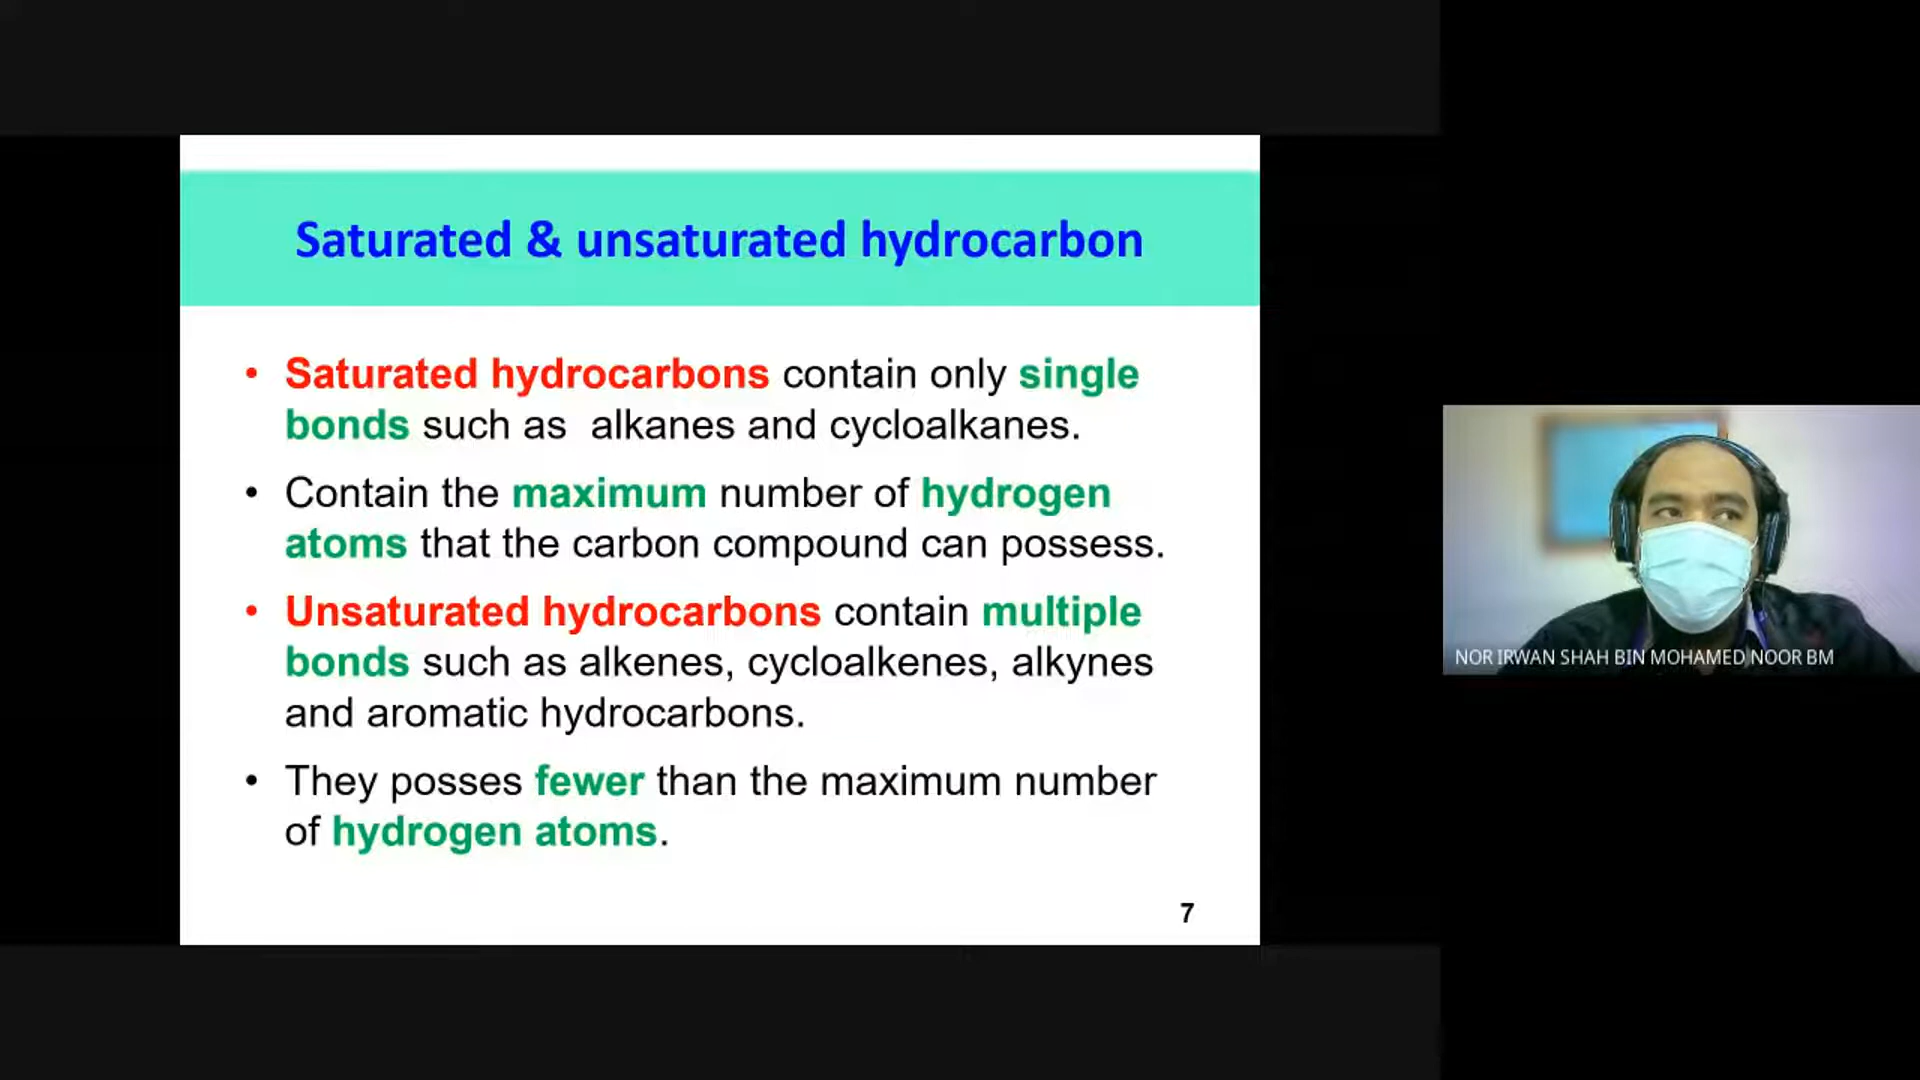 Saturated & unsaturated hydrocarbon
• Saturated hydrocarbons contain only single
bonds such as  alkanes and cycloalkanes.
• Contain the maximum number of hydrogen
atoms that the carbon compound can possess.
• Unsaturated hydrocarbons contain multiple
bonds such as alkenes, cycloalkenes, alkynes
and aromatic hydrocarbons.
• They posses fewer than the maximum number
of hydrogen atoms.
7
NOR IRWAN SHAH BIN MOHAMED NOOR BM